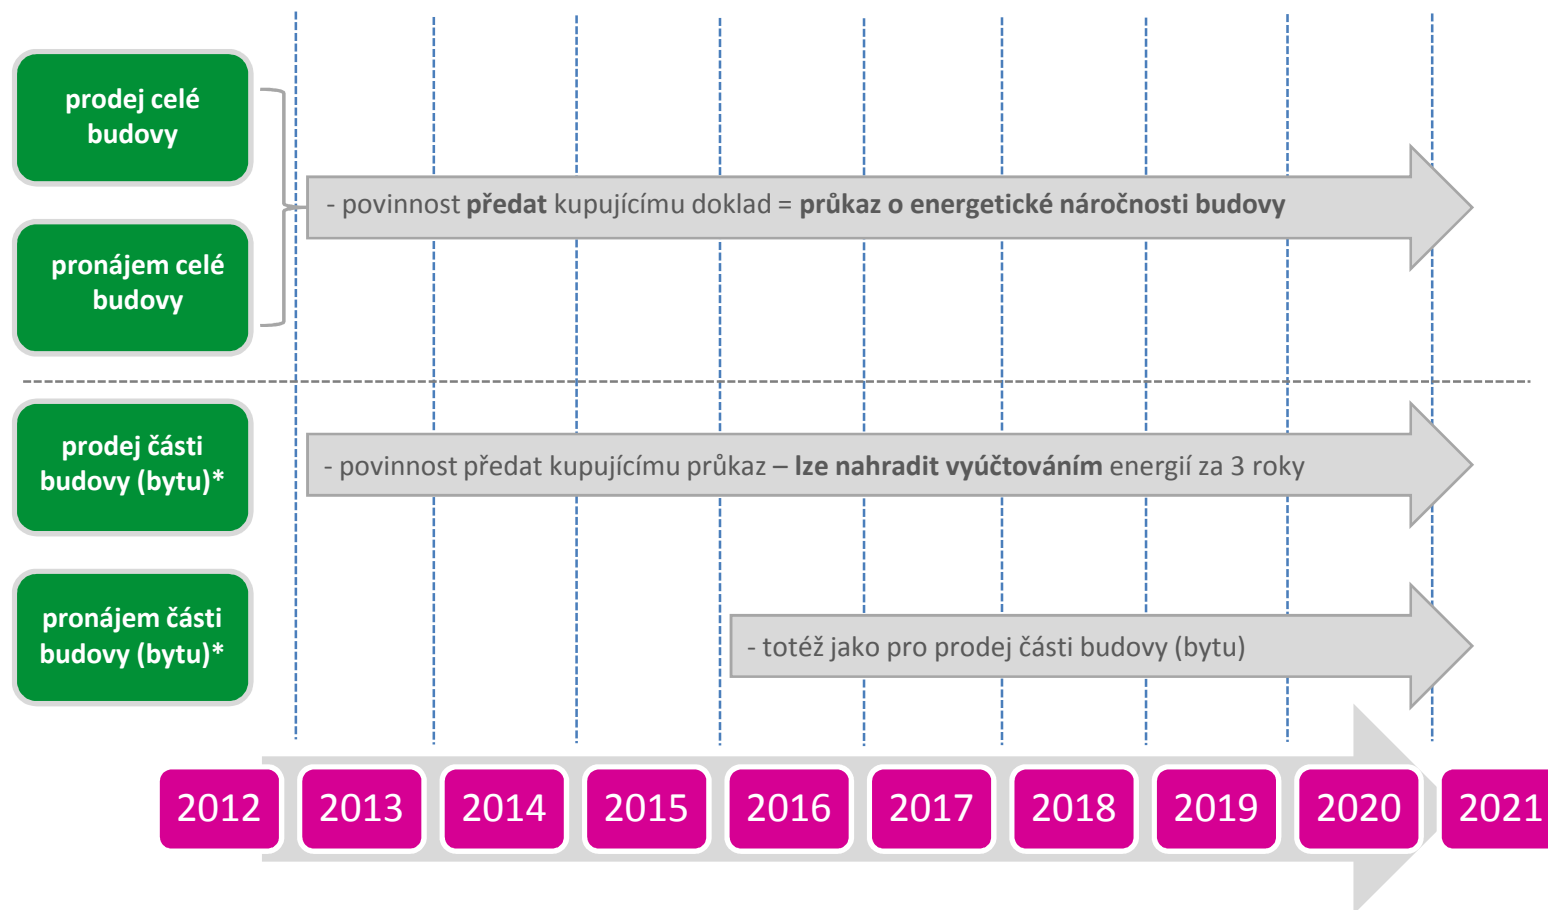 prodej celé
budovy
- povinnost předat kupujícímu doklad = průkaz o energetické náročnosti budovy
pronájem celé
budovy
prodej části
budovy (bytu)*
- povinnost předat kupujícímu průkaz – lze nahradit vyúčtováním energií za 3 roky
pronájem části
budovy (bytu)*
- totéž jako pro prodej části budovy (bytu)
2012 2013 2014 2015 2016 2017 2018 2019 2020 2021